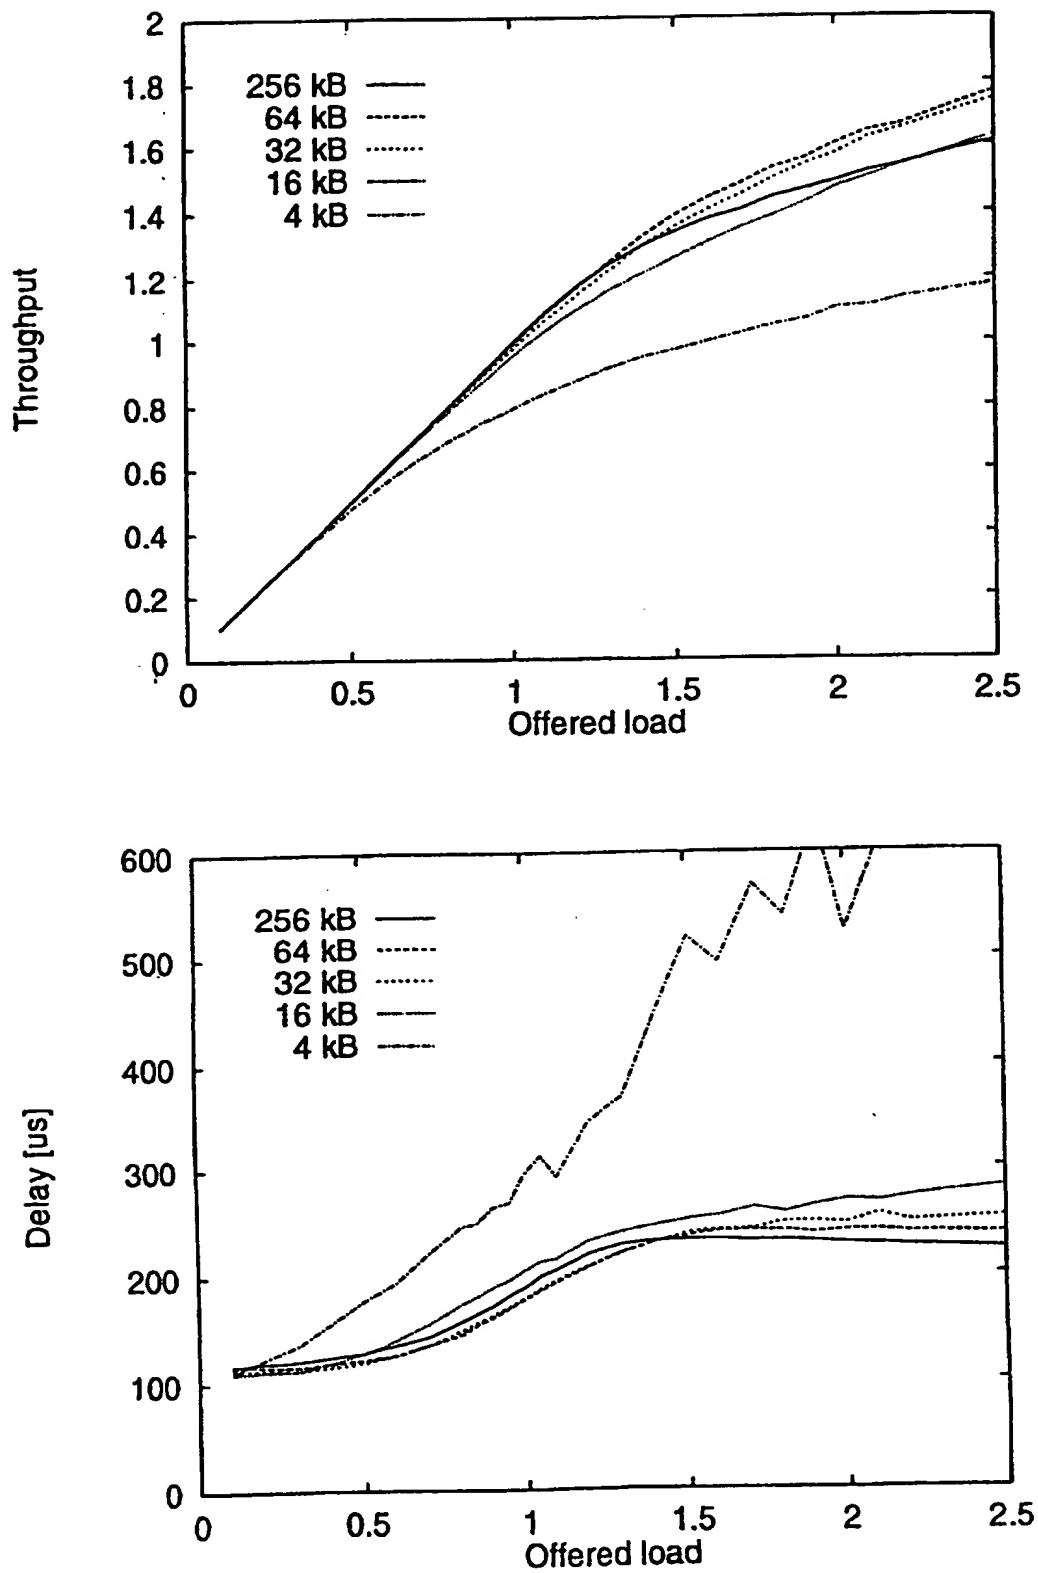 2
1.8
1.6
1.4
1.2
1
0.8
0.6
0.4
0.2
0
Throughput
256 kB
64 kB
32 kB
16 kB
4 kB
0 0.5 1 1.5 2 2.5
Offered load
600
500
400
300
200
100
0
Delay [us]
256 kB
64 kB
32 kB
16 kB
4 kB
0 0.5 1 1.5 2 2.5
Offered load